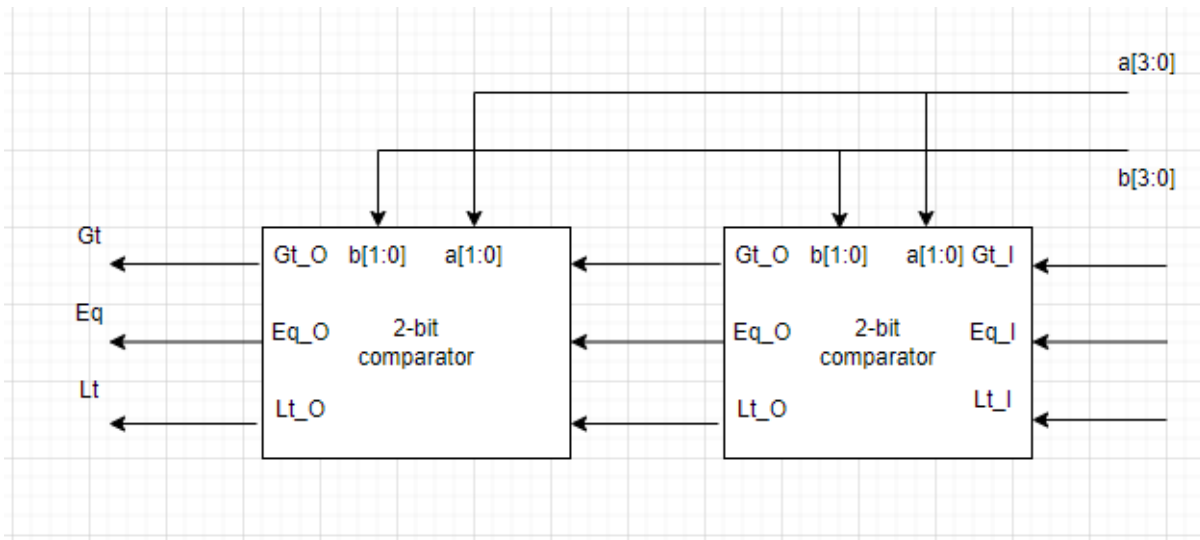 a[3:0]
b[3:0]
Gt
Eq
Lt
Gt_O b[1:0] a[1:0]
Eq_O 2-bit
comparator
Lt_O
Gt_O b[1:0] a[1:0] Gt_I
Eq_O 2-bit Eq_I
comparator
Lt_O Lt_I